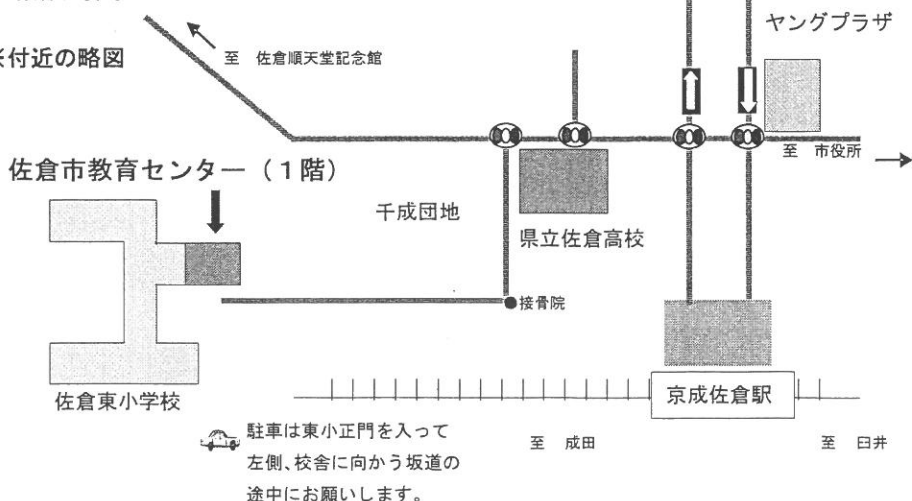 ヤングプラザ
付近の略図
至 佐倉順天堂記念館
至 市役所
佐倉市教育センター(1階)
千成団地
県立佐倉高校
接骨院
佐倉東小学校
京成佐倉駅
駐車は東小正門を入って
左側、校舎に向かう坂道の
途中にお願いします。
至 成田
至 臼井